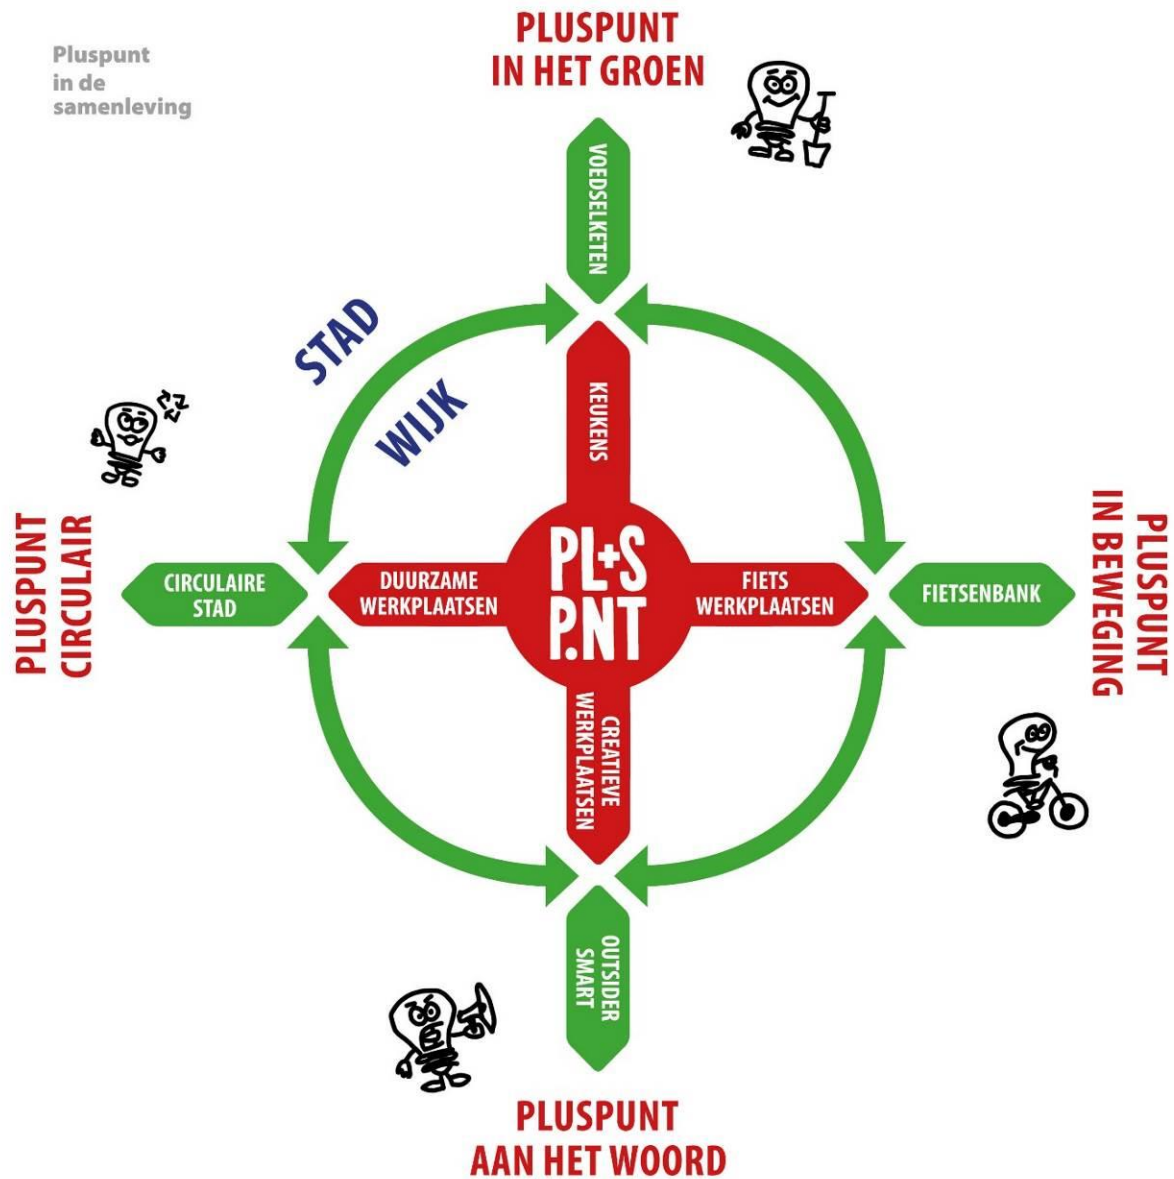 Pluspunt
in de
samenleving
PLUSPUNT
IN HET GROEN
VOEDSELKETEN
STAD
WIJK
KEUKENS
PLUSPUNT
CIRCULAIR
CIRCULAIRE
STAD
DUURZAME
WERKPLAATSEN
PL+S
P.NT
FIETS
WERKPLAATSEN
FIETSENBANK
PLUSPUNT
IN BEWEGING
CREATIEVE
WERKPLAATSEN
OUTSIDER
SMART
PLUSPUNT
AAN HET WOORD